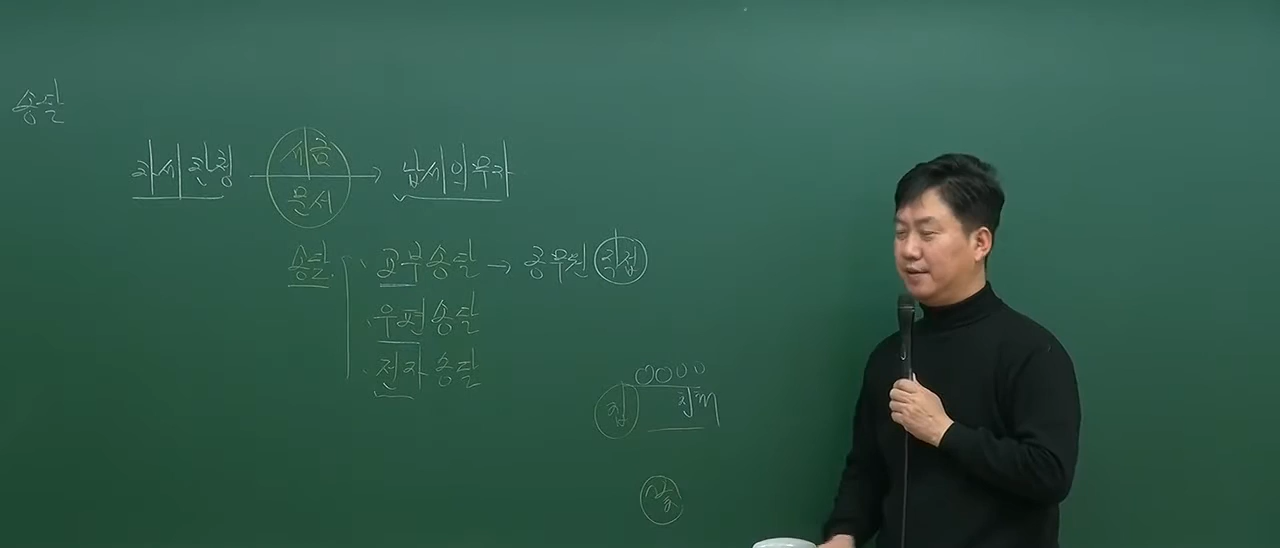 송달
과세관청 세금 문서 → 납세의무자
송달 교부송달 → 공무원 직접
우편송달
전자송달
집